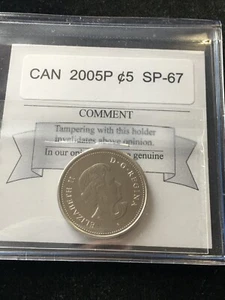 CAN 2005P ¢5 SP-67
COMMENT
Tampering with this holder
invalidates above opinion.
In our opi
genuine
ELIZABETH II
D·G·REGINA
P